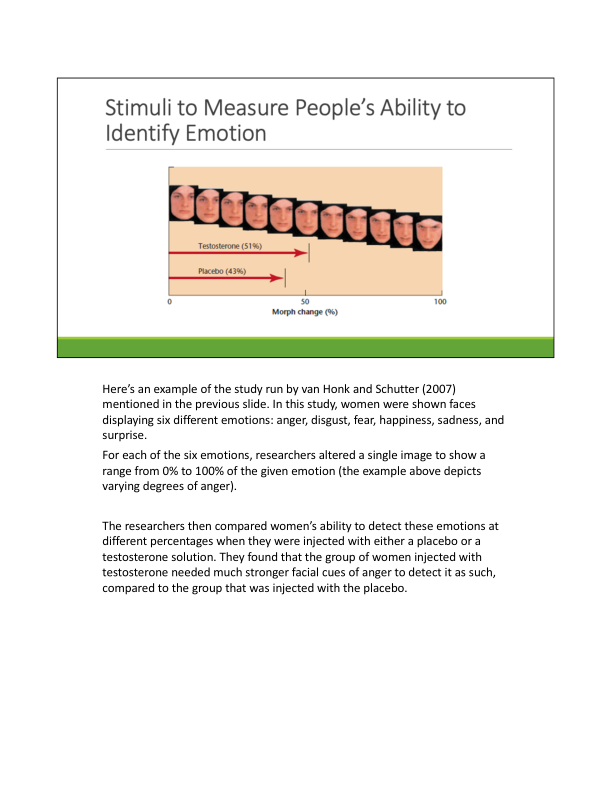 Stimuli to Measure People’s Ability to
Identify Emotion
Testosterone (51%)
Placebo (43%)
0
50
100
Morph change (%)
Here’s an example of the study run by van Honk and Schutter (2007)
mentioned in the previous slide. In this study, women were shown faces
displaying six different emotions: anger, disgust, fear, happiness, sadness, and
surprise.
For each of the six emotions, researchers altered a single image to show a
range from 0% to 100% of the given emotion (the example above depicts
varying degrees of anger).
The researchers then compared women’s ability to detect these emotions at
different percentages when they were injected with either a placebo or a
testosterone solution. They found that the group of women injected with
testosterone needed much stronger facial cues of anger to detect it as such,
compared to the group that was injected with the placebo.